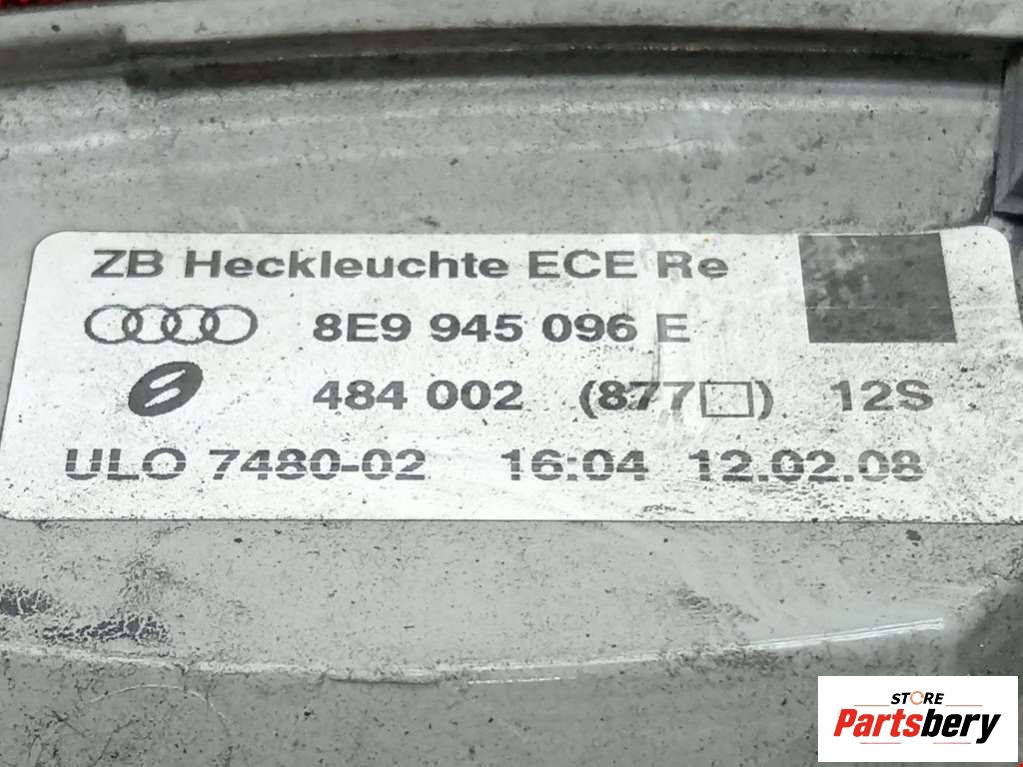 ZB Heckleuchte ECE Re
8E9 945 096 E
484 002 (877□) 12S
ULO 7480-02 16:04 12.02.08
STORE
Partsbery